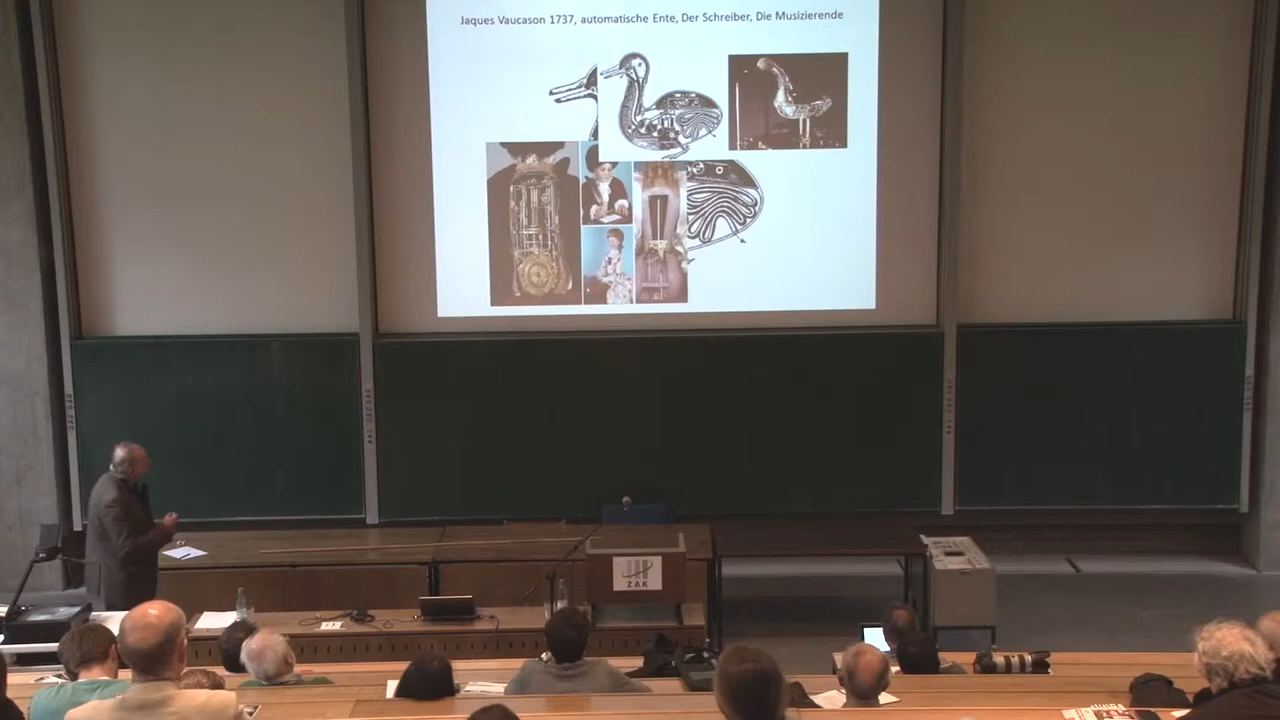 Jaques Vaucason 1737, automatische Ente, Der Schreiber, Die Musizierende
ZAK